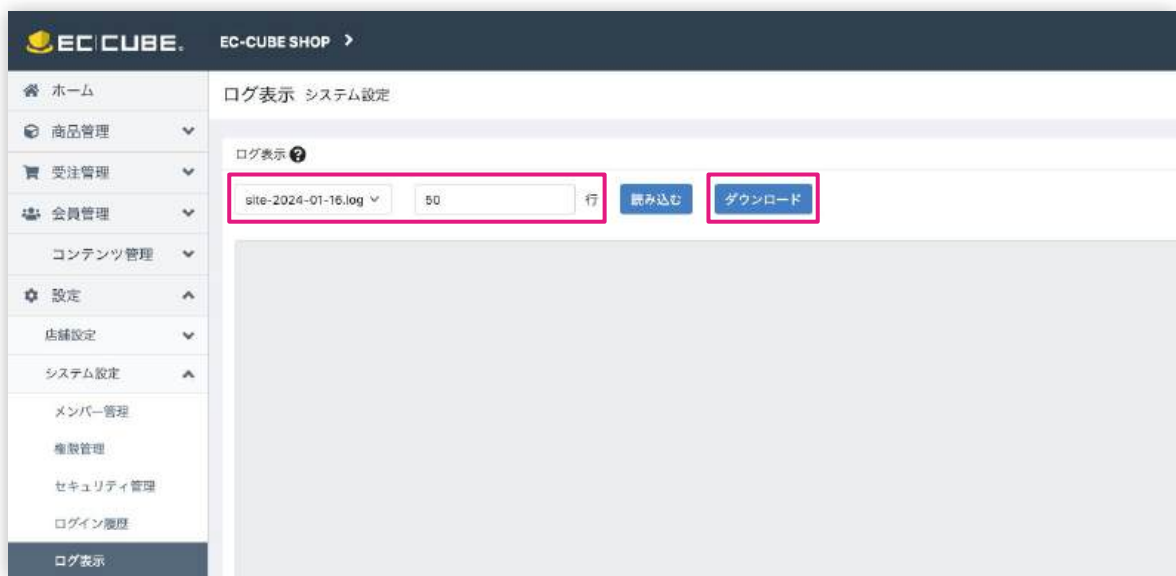 EC CUBE. EC-CUBE SHOP
ホーム
ログ表示 システム設定
商品管理
ログ表示
受注管理
site-2024-01-16.log 50 行 読み込む ダウンロード
会員管理
コンテンツ管理
設定
店舗設定
システム設定
メンバー管理
権限管理
セキュリティ管理
ログイン履歴
ログ表示